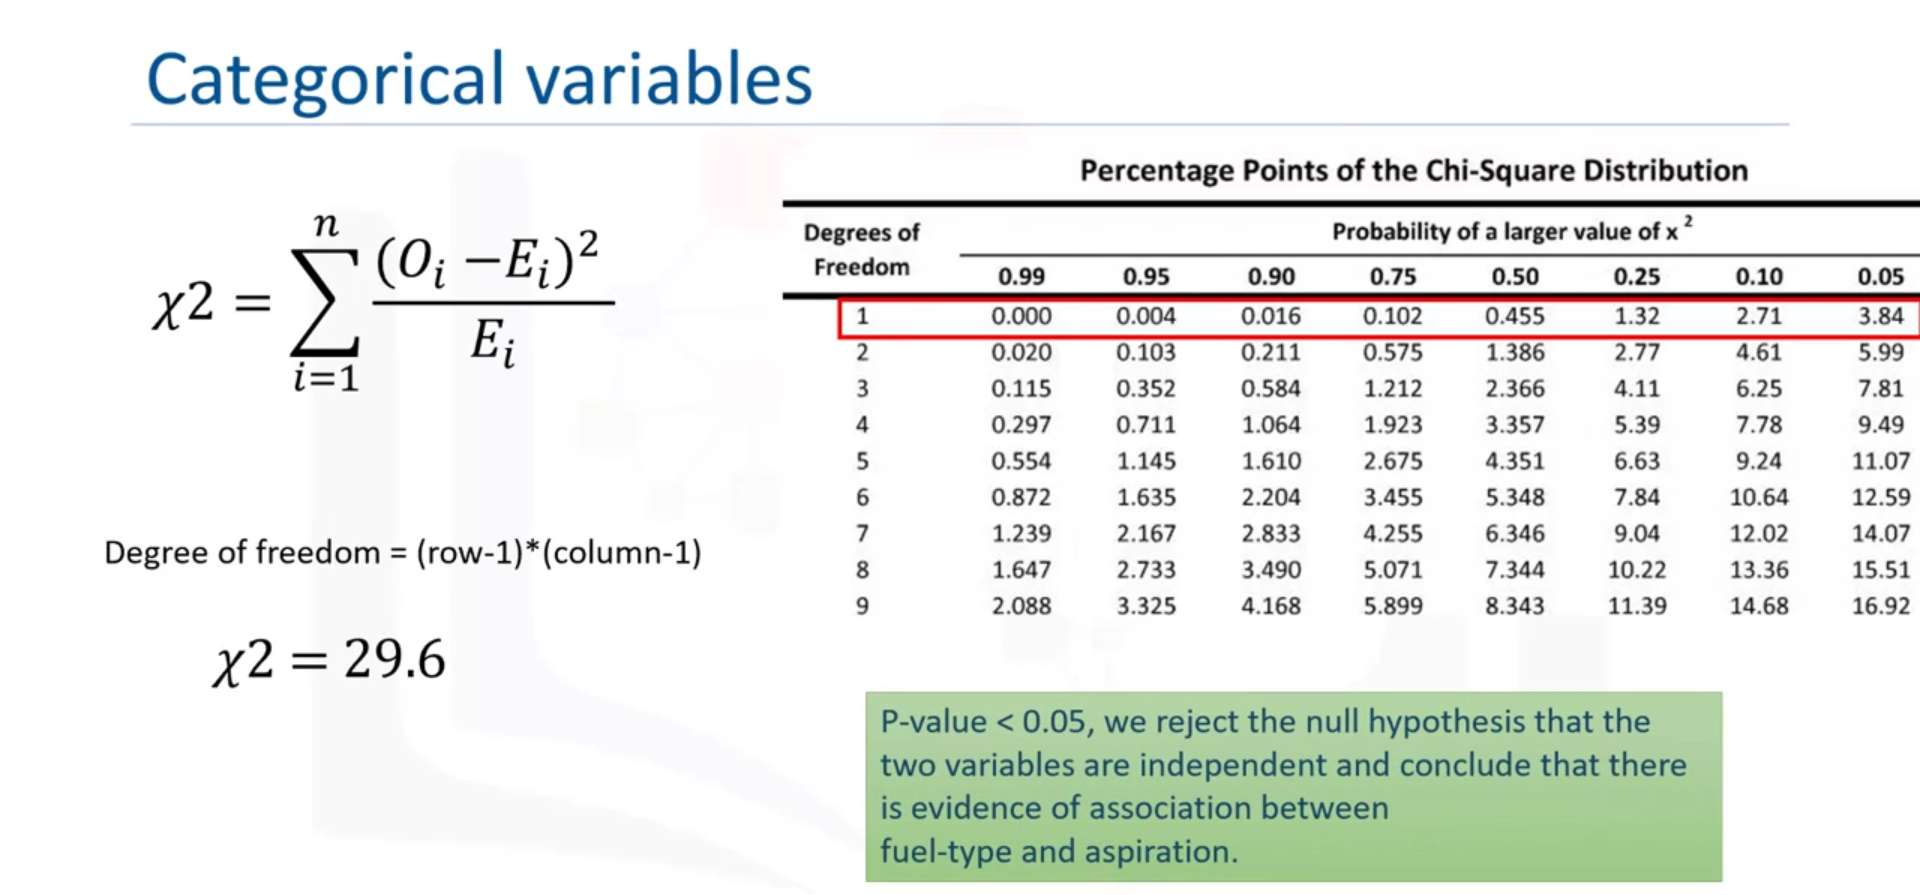 Categorical variables
χ2 = \sum_{i=1}^{n} \frac{(O_i − E_i)^2}{E_i}
Degree of freedom = (row-1)*(column-1)
χ2 = 29.6
Percentage Points of the Chi-Square Distribution
Degrees of Freedom Probability of a larger value of x ²
0.99 0.95 0.90 0.75 0.50 0.25 0.10 0.05
1 0.000 0.004 0.016 0.102 0.455 1.32 2.71 3.84
2 0.020 0.103 0.211 0.575 1.386 2.77 4.61 5.99
3 0.115 0.352 0.584 1.212 2.366 4.11 6.25 7.81
4 0.297 0.711 1.064 1.923 3.357 5.39 7.78 9.49
5 0.554 1.145 1.610 2.675 4.351 6.63 9.24 11.07
6 0.872 1.635 2.204 3.455 5.348 7.84 10.64 12.59
7 1.239 2.167 2.833 4.255 6.346 9.04 12.02 14.07
8 1.647 2.733 3.490 5.071 7.344 10.22 13.36 15.51
9 2.088 3.325 4.168 5.899 8.343 11.39 14.68 16.92
P-value < 0.05, we reject the null hypothesis that the
two variables are independent and conclude that there
is evidence of association between
fuel-type and aspiration.